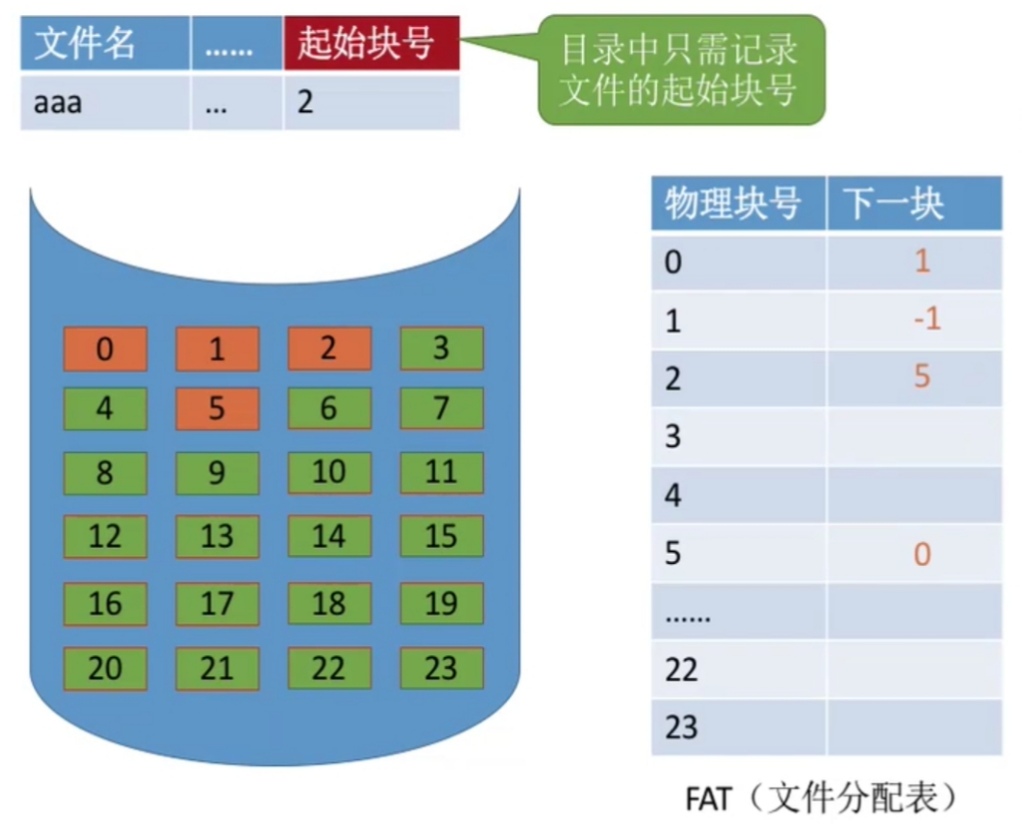 文件名 …… 起始块号
aaa … 2
目录中只需记录
文件的起始块号
0 1 2 3
4 5 6 7
8 9 10 11
12 13 14 15
16 17 18 19
20 21 22 23
物理块号 下一块
0 1
1 -1
2 5
3
4
5 0
……
22
23
FAT（文件分配表）